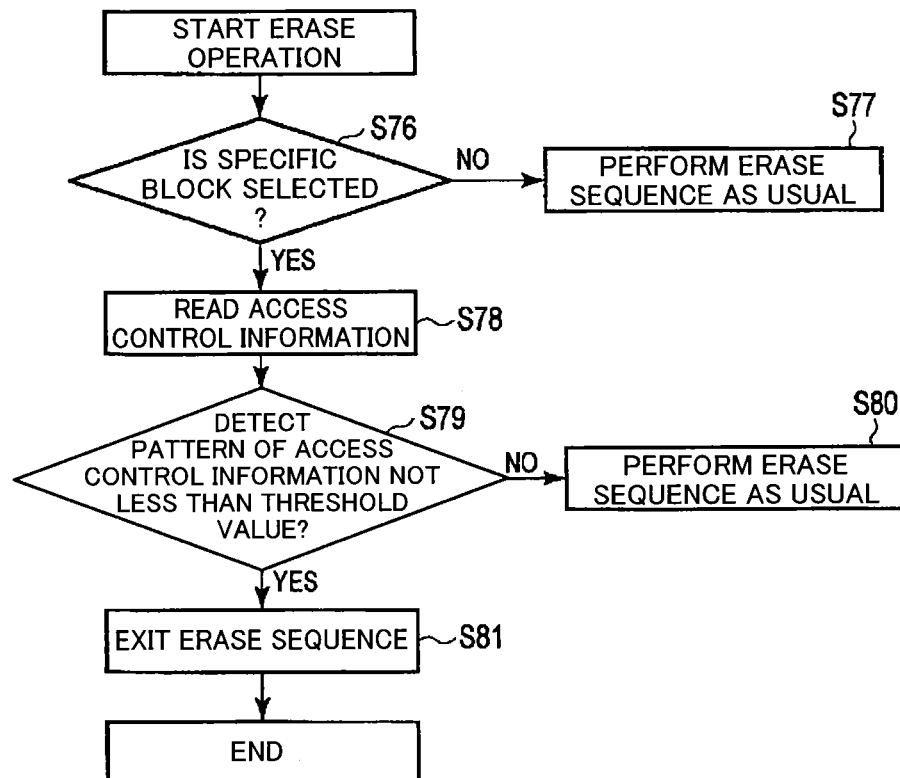 START ERASE
OPERATION
S76
IS SPECIFIC
BLOCK SELECTED
?
NO
S77
PERFORM ERASE
SEQUENCE AS USUAL
YES
READ ACCESS
CONTROL INFORMATION
S78
S79
DETECT
PATTERN OF ACCESS
CONTROL INFORMATION NOT
LESS THAN THRESHOLD
VALUE?
NO
S80
PERFORM ERASE
SEQUENCE AS USUAL
YES
EXIT ERASE SEQUENCE
S81
END